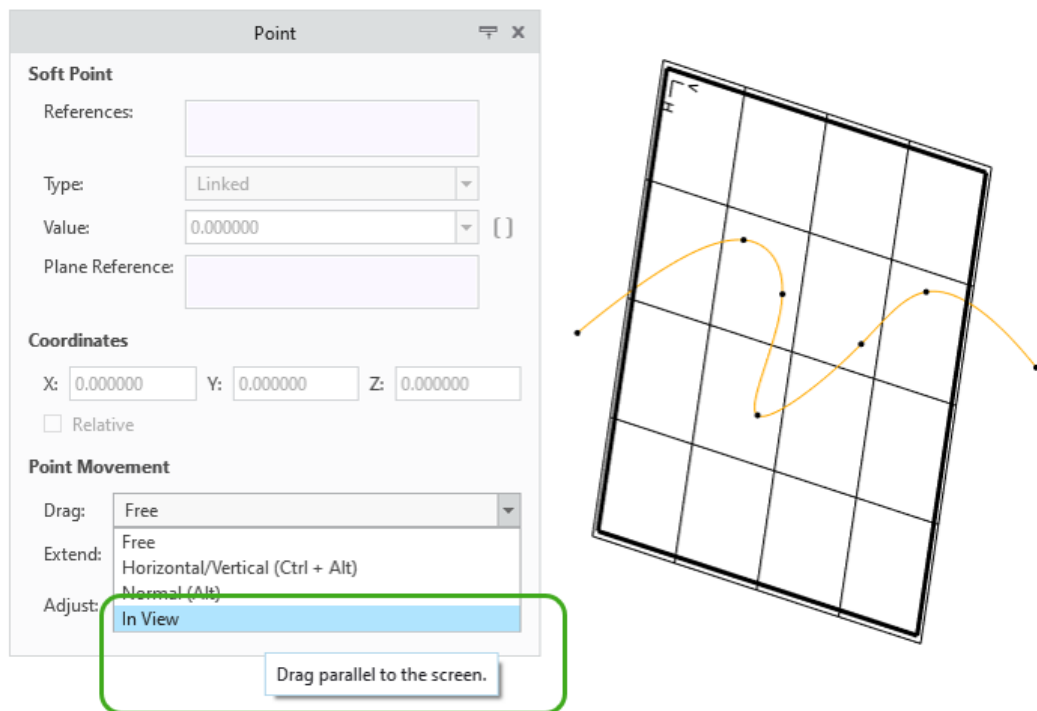 Point
Soft Point
References:
Type: Linked
Value: 0.000000 [ ]
Plane Reference:
Coordinates
X: 0.000000 Y: 0.000000 Z: 0.000000
Relative
Point Movement
Drag: Free
Free
Extend:
Horizontal/Vertical (Ctrl + Alt)
Normal (Alt)
Adjust:
In View
Drag parallel to the screen.
V
H